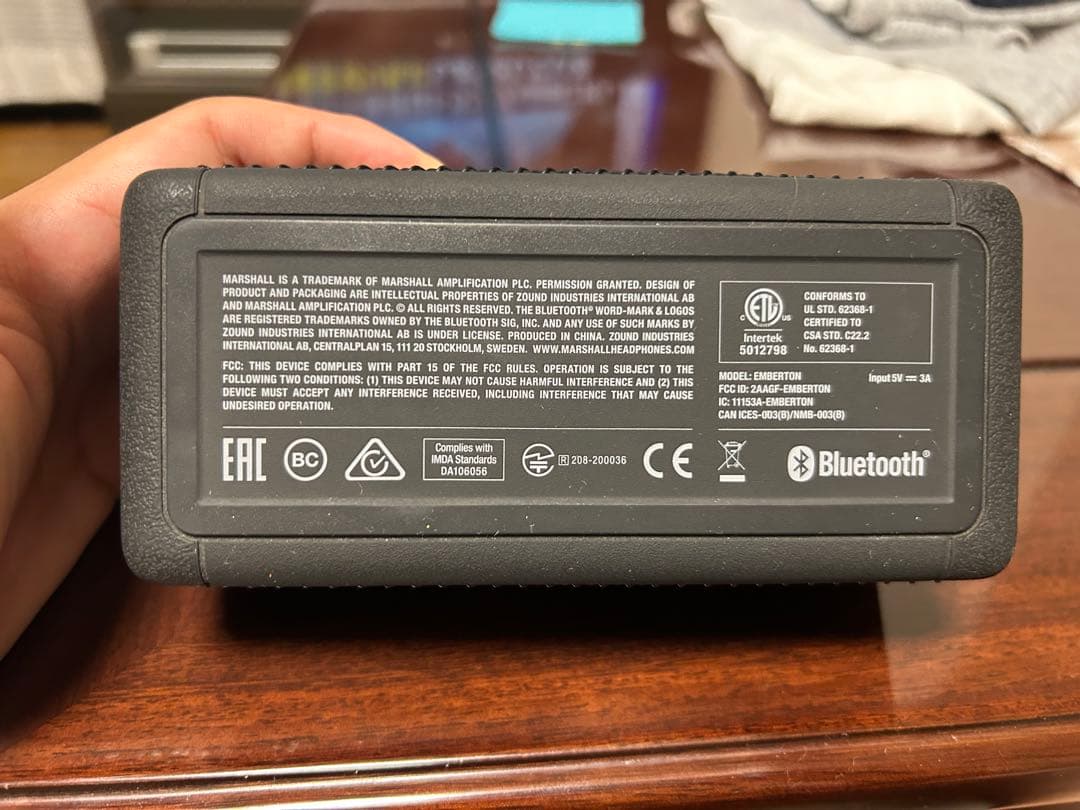 MARSHALL IS A TRADEMARK OF MARSHALL AMPLIFICATION PLC. PERMISSION GRANTED. DESIGN OF
PRODUCT AND PACKAGING ARE INTELLECTUAL PROPERTIES OF ZOUND INDUSTRIES INTERNATIONAL AB
AND MARSHALL AMPLIFICATION PLC. © ALL RIGHTS RESERVED. THE BLUETOOTH® WORD-MARK & LOGOS
ARE REGISTERED TRADEMARKS OWNED BY THE BLUETOOTH SIG, INC. AND ANY USE OF SUCH MARKS BY
ZOUND INDUSTRIES INTERNATIONAL AB IS UNDER LICENSE. PRODUCED IN CHINA. ZOUND INDUSTRIES
INTERNATIONAL AB, CENTRALPLAN 15, 111 20 STOCKHOLM, SWEDEN. WWW.MARSHALLHEADPHONES.COM
FCC: THIS DEVICE COMPLIES WITH PART 15 OF THE FCC RULES. OPERATION IS SUBJECT TO THE
FOLLOWING TWO CONDITIONS: (1) THIS DEVICE MAY NOT CAUSE HARMFUL INTERFERENCE AND (2) THIS
DEVICE MUST ACCEPT ANY INTERFERENCE RECEIVED, INCLUDING INTERFERENCE THAT MAY CAUSE
UNDESIRED OPERATION.
EAC
BC
Complies with
IMDA Standards
DA106056
R 208-200036
CE
C ETL US
Intertek
5012798
CONFORMS TO
UL STD. 62368-1
CERTIFIED TO
CSA STD. C22.2
No. 62368-1
MODEL: EMBERTON
FCC ID: 2AAGF-EMBERTON
IC: 11153A-EMBERTON
CAN ICES-003(B)/NMB-003(B)
Input 5V ⎓ 3A
Bluetooth®